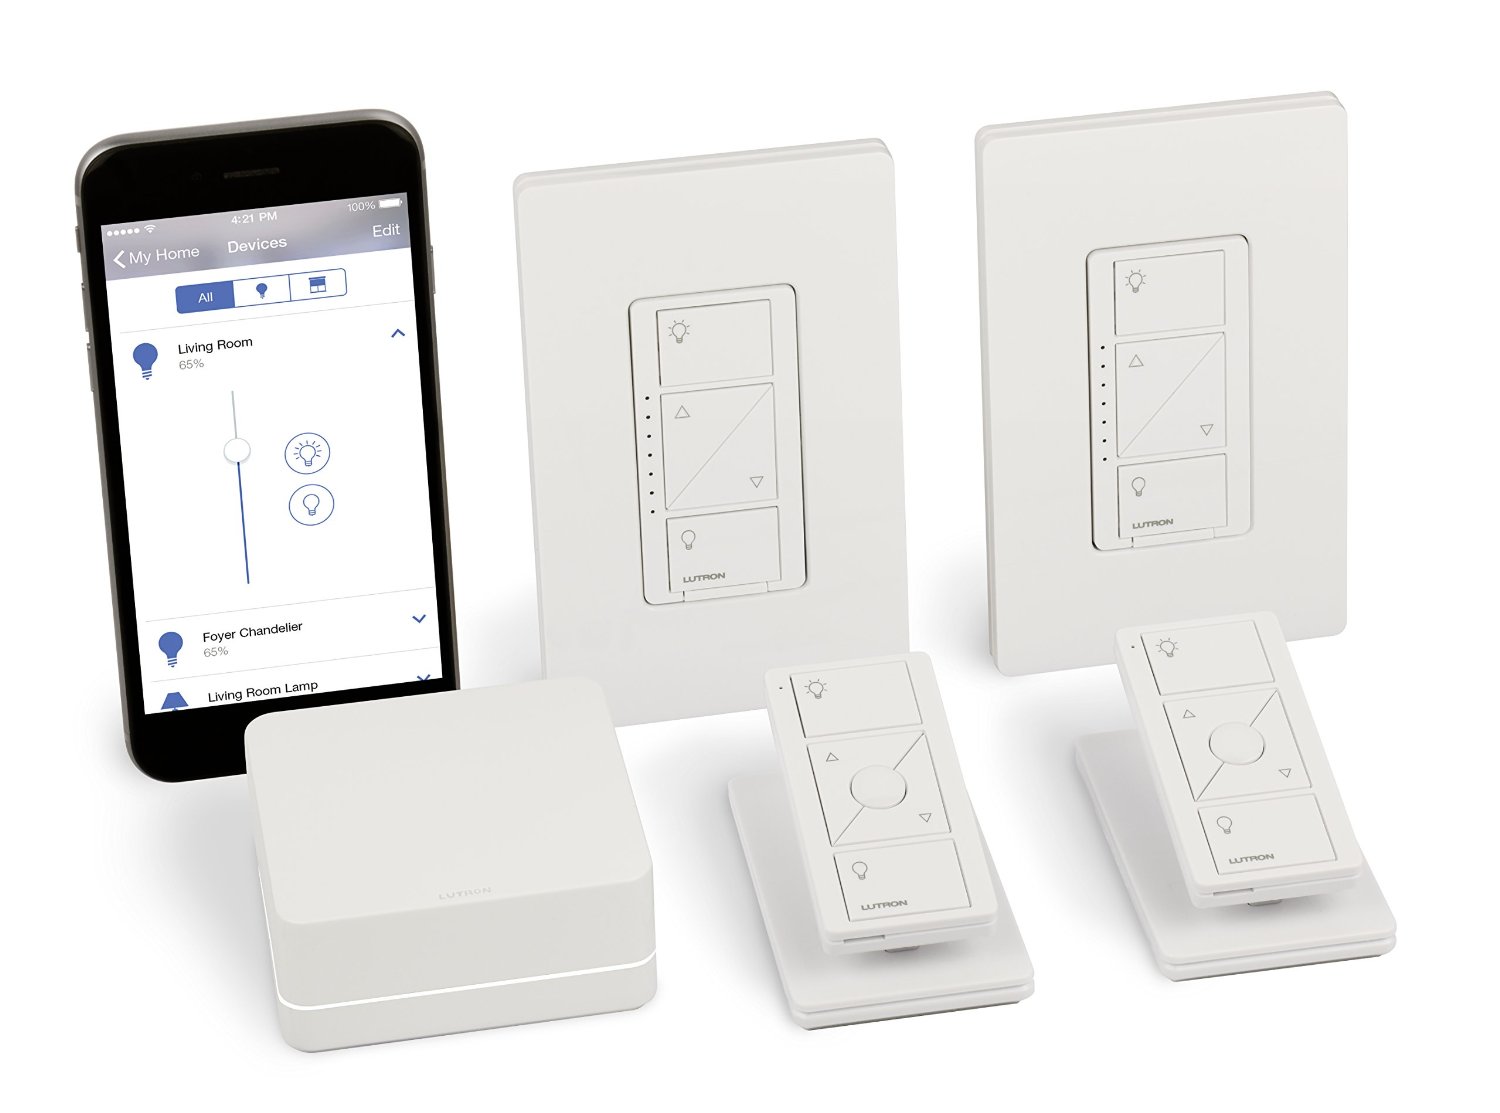 4:21 PM
100%
My Home
Devices
Edit
All
Living Room
65%
Foyer Chandelier
65%
Living Room Lamp
LUTRON
LUTRON
LUTRON
LUTRON
LUTRON